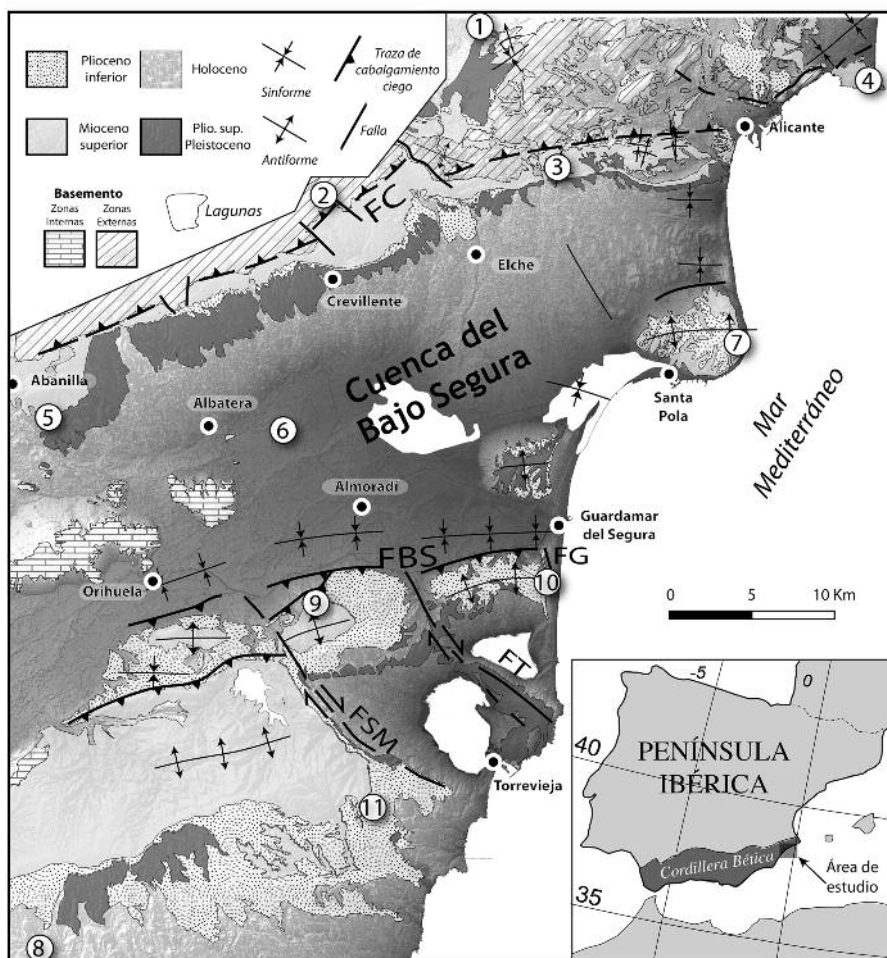 Plioceno
inferior
Holoceno
Sinforme
Traza de
cabalgamiento
ciego
Mioceno
superior
Plio. sup.
Pleistoceno
Antiforme
Falla
Basamento
Zonas
Internas
Zonas
Externas
Lagunas
1
4
Alicante
3
2
FC
Elche
Crevillente
Cuenca del
Bajo Segura
7
Abanilla
Santa
Pola
Mar
Mediterráneo
5
Albatera
6
Almoradí
Guardamar
del Segura
FBS
FG
10
Orihuela
9
0
5
10 Km
FT
FSM
Torrevieja
11
8
-5
0
40
PENÍNSULA
IBÉRICA
Cordillera Bética
Área de
estudio
35